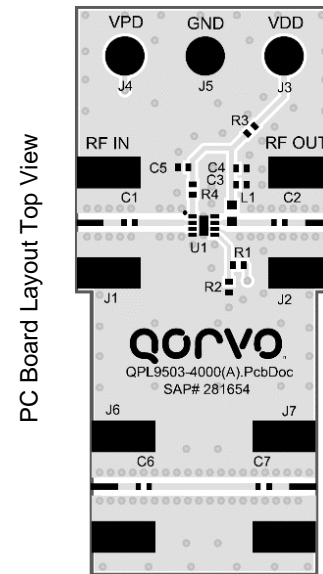 PC Board Layout Top View
VPD GND VDD
J4 J5 J3
R3
RF IN RF OUT
C5 C4
C3
R4 L1
C1 C2
U1
R1
R2
J1 J2
QORVO
QPL9503-4000(A).PcbDoc
SAP# 281654
J6 J7
C6 C7